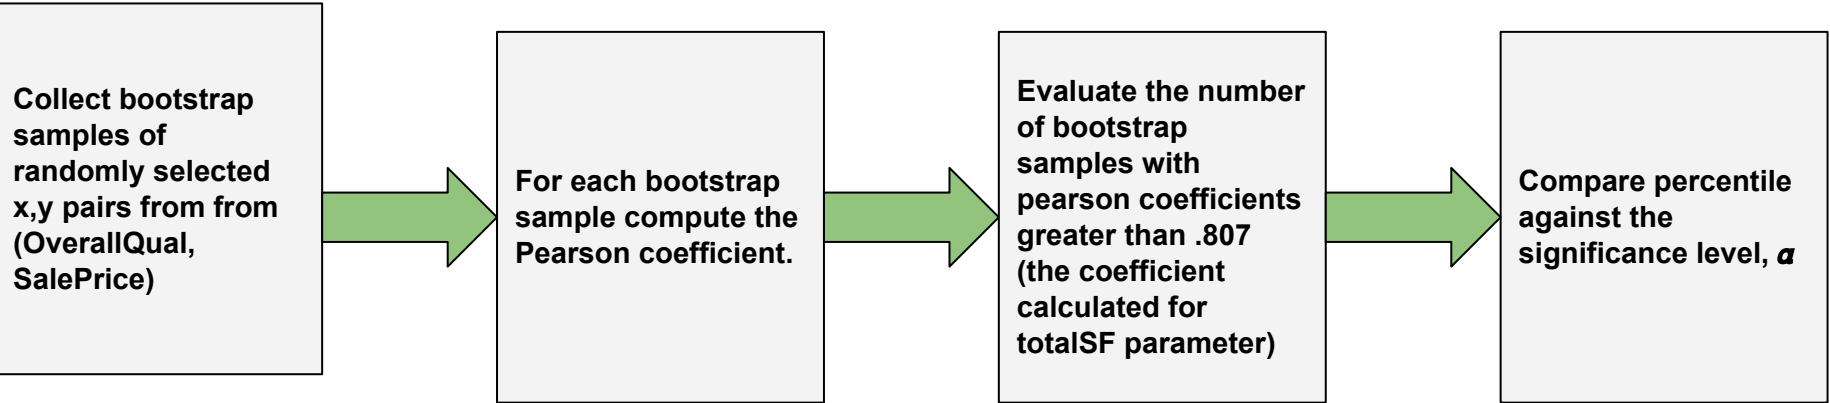 Collect bootstrap
samples of
randomly selected
x,y pairs from from
(OverallQual,
SalePrice)
For each bootstrap
sample compute the
Pearson coefficient.
Evaluate the number
of bootstrap
samples with
pearson coefficients
greater than .807
(the coefficient
calculated for
totalSF parameter)
Compare percentile
against the
significance level, α